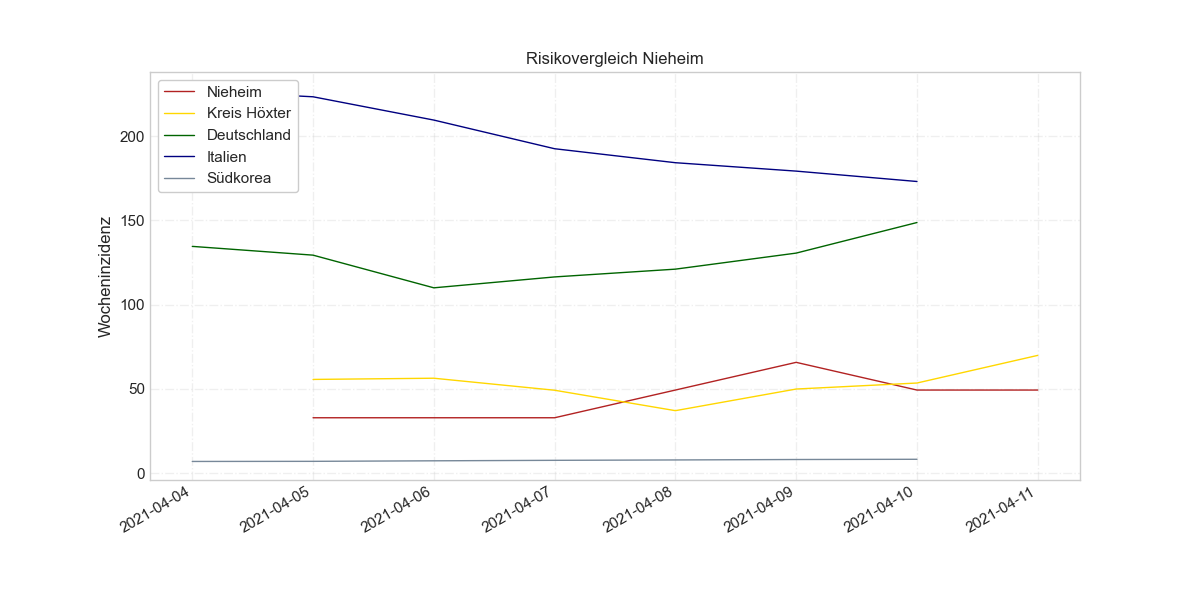 Risikovergleich Nieheim
Nieheim
Kreis Höxter
Deutschland
Italien
Südkorea
Wocheninzidenz
200
150
100
50
0
2021-04-04
2021-04-05
2021-04-06
2021-04-07
2021-04-08
2021-04-09
2021-04-10
2021-04-11